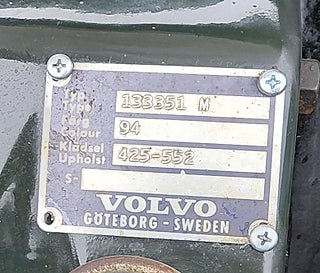 Typ
Type 133351 M
Färg
Colour 94
Klädsel
Upholst 425-552
S-
VOLVO
GÖTEBORG - SWEDEN